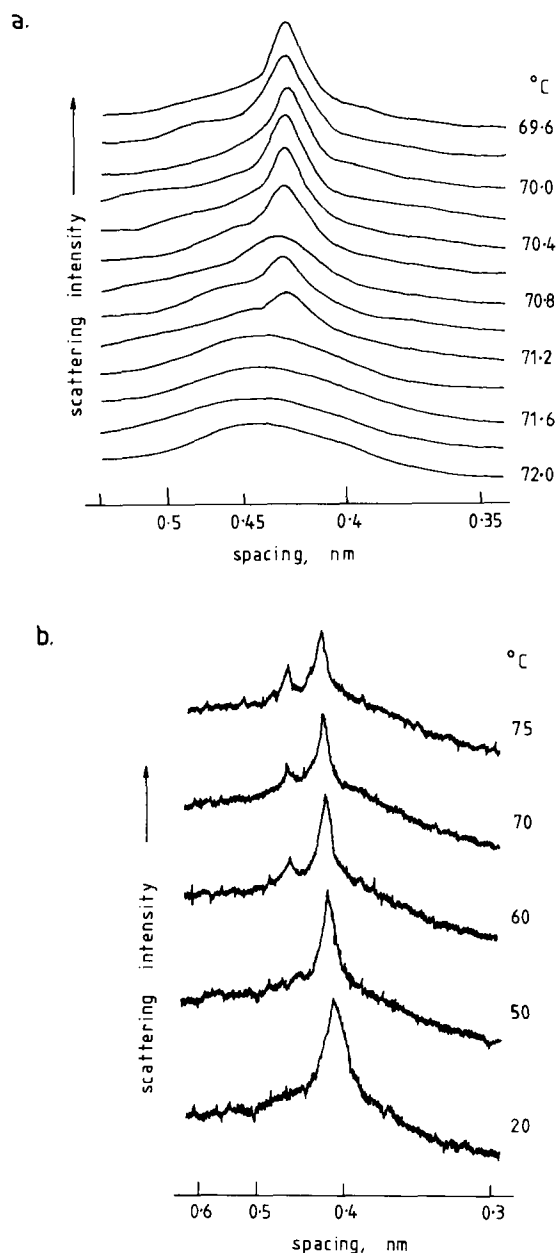 a.
°C
69·6
70·0
70·4
70·8
71·2
71·6
72·0
scattering intensity
0·5 0·45 0·4 0·35
spacing, nm
b.
°C
75
70
60
50
20
scattering intensity
0·6 0·5 0·4 0·3
spacing, nm